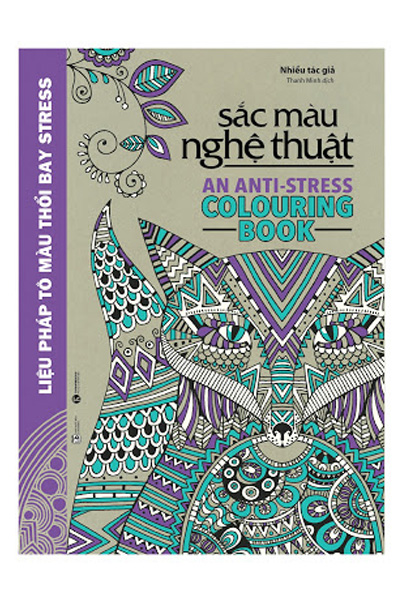 LIỆU PHÁP TÔ MÀU THỔI BAY STRESS
Nhiều tác giả
Thanh Minh dịch
sắc màu
nghệ thuật
AN ANTI-STRESS
COLOURING
BOOK